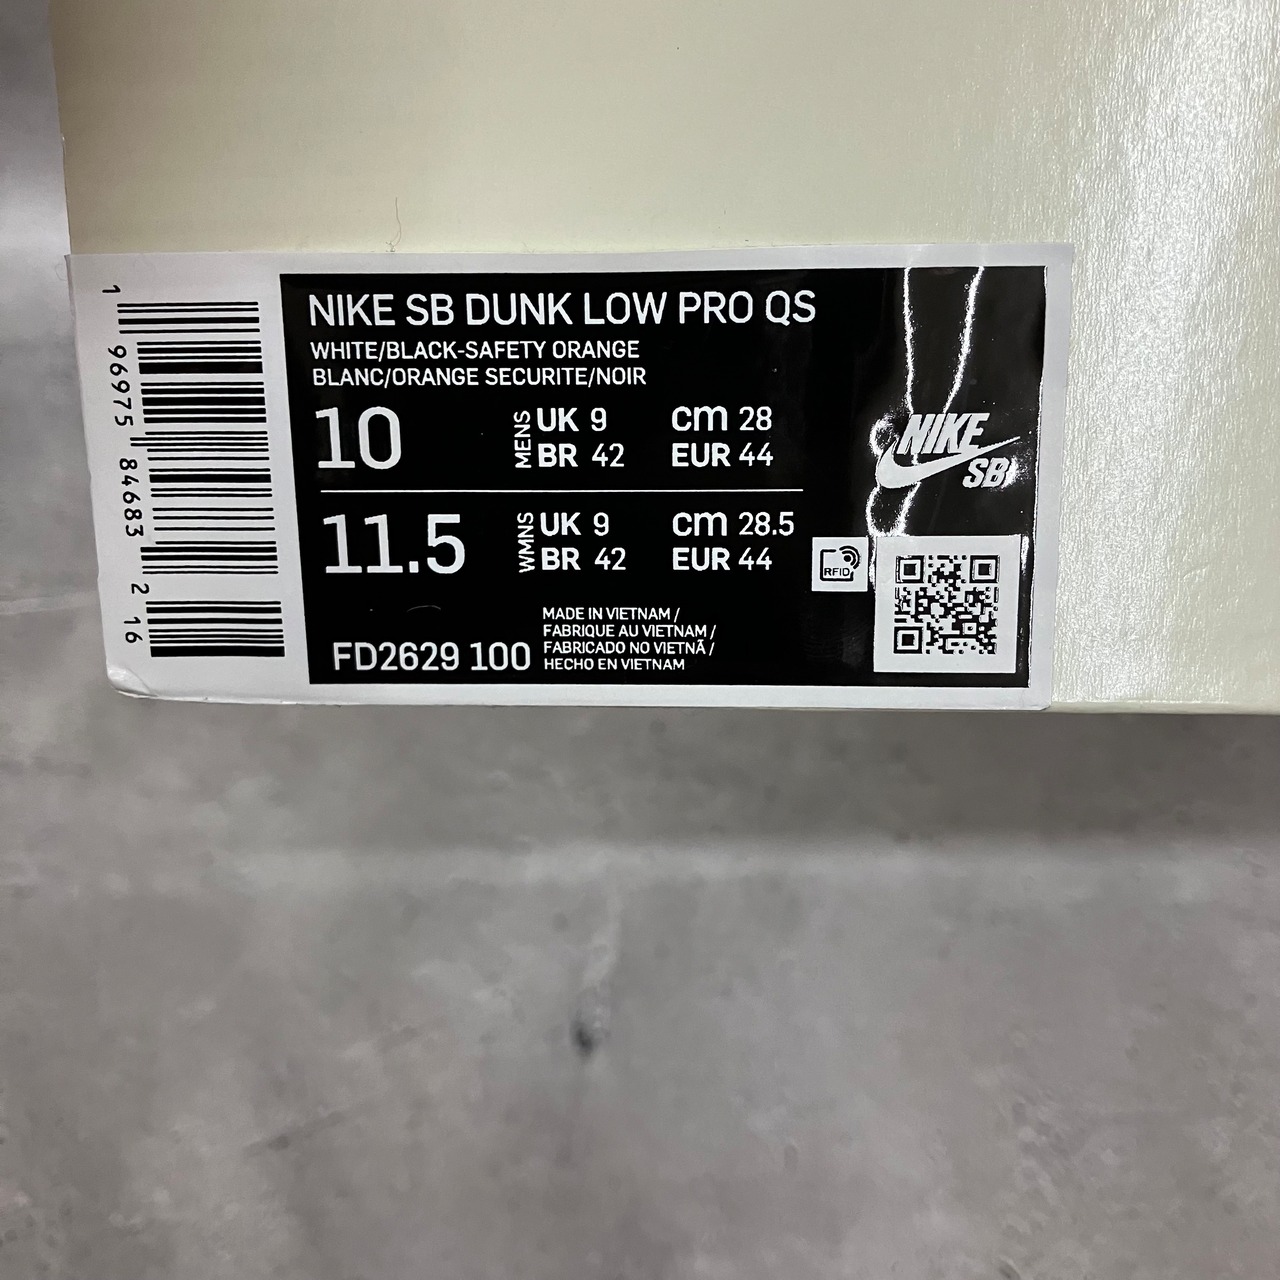 1 96975 84683 2 16
NIKE SB DUNK LOW PRO QS
WHITE/BLACK-SAFETY ORANGE
BLANC/ORANGE SECURITE/NOIR
10 MENS UK 9 cm 28
BR 42 EUR 44
11.5 WMNS UK 9 cm 28.5
BR 42 EUR 44
FD2629 100
MADE IN VIETNAM /
FABRIQUE AU VIETNAM /
FABRICADO NO VIETNÃ /
HECHO EN VIETNAM
NIKE
SB
RFID